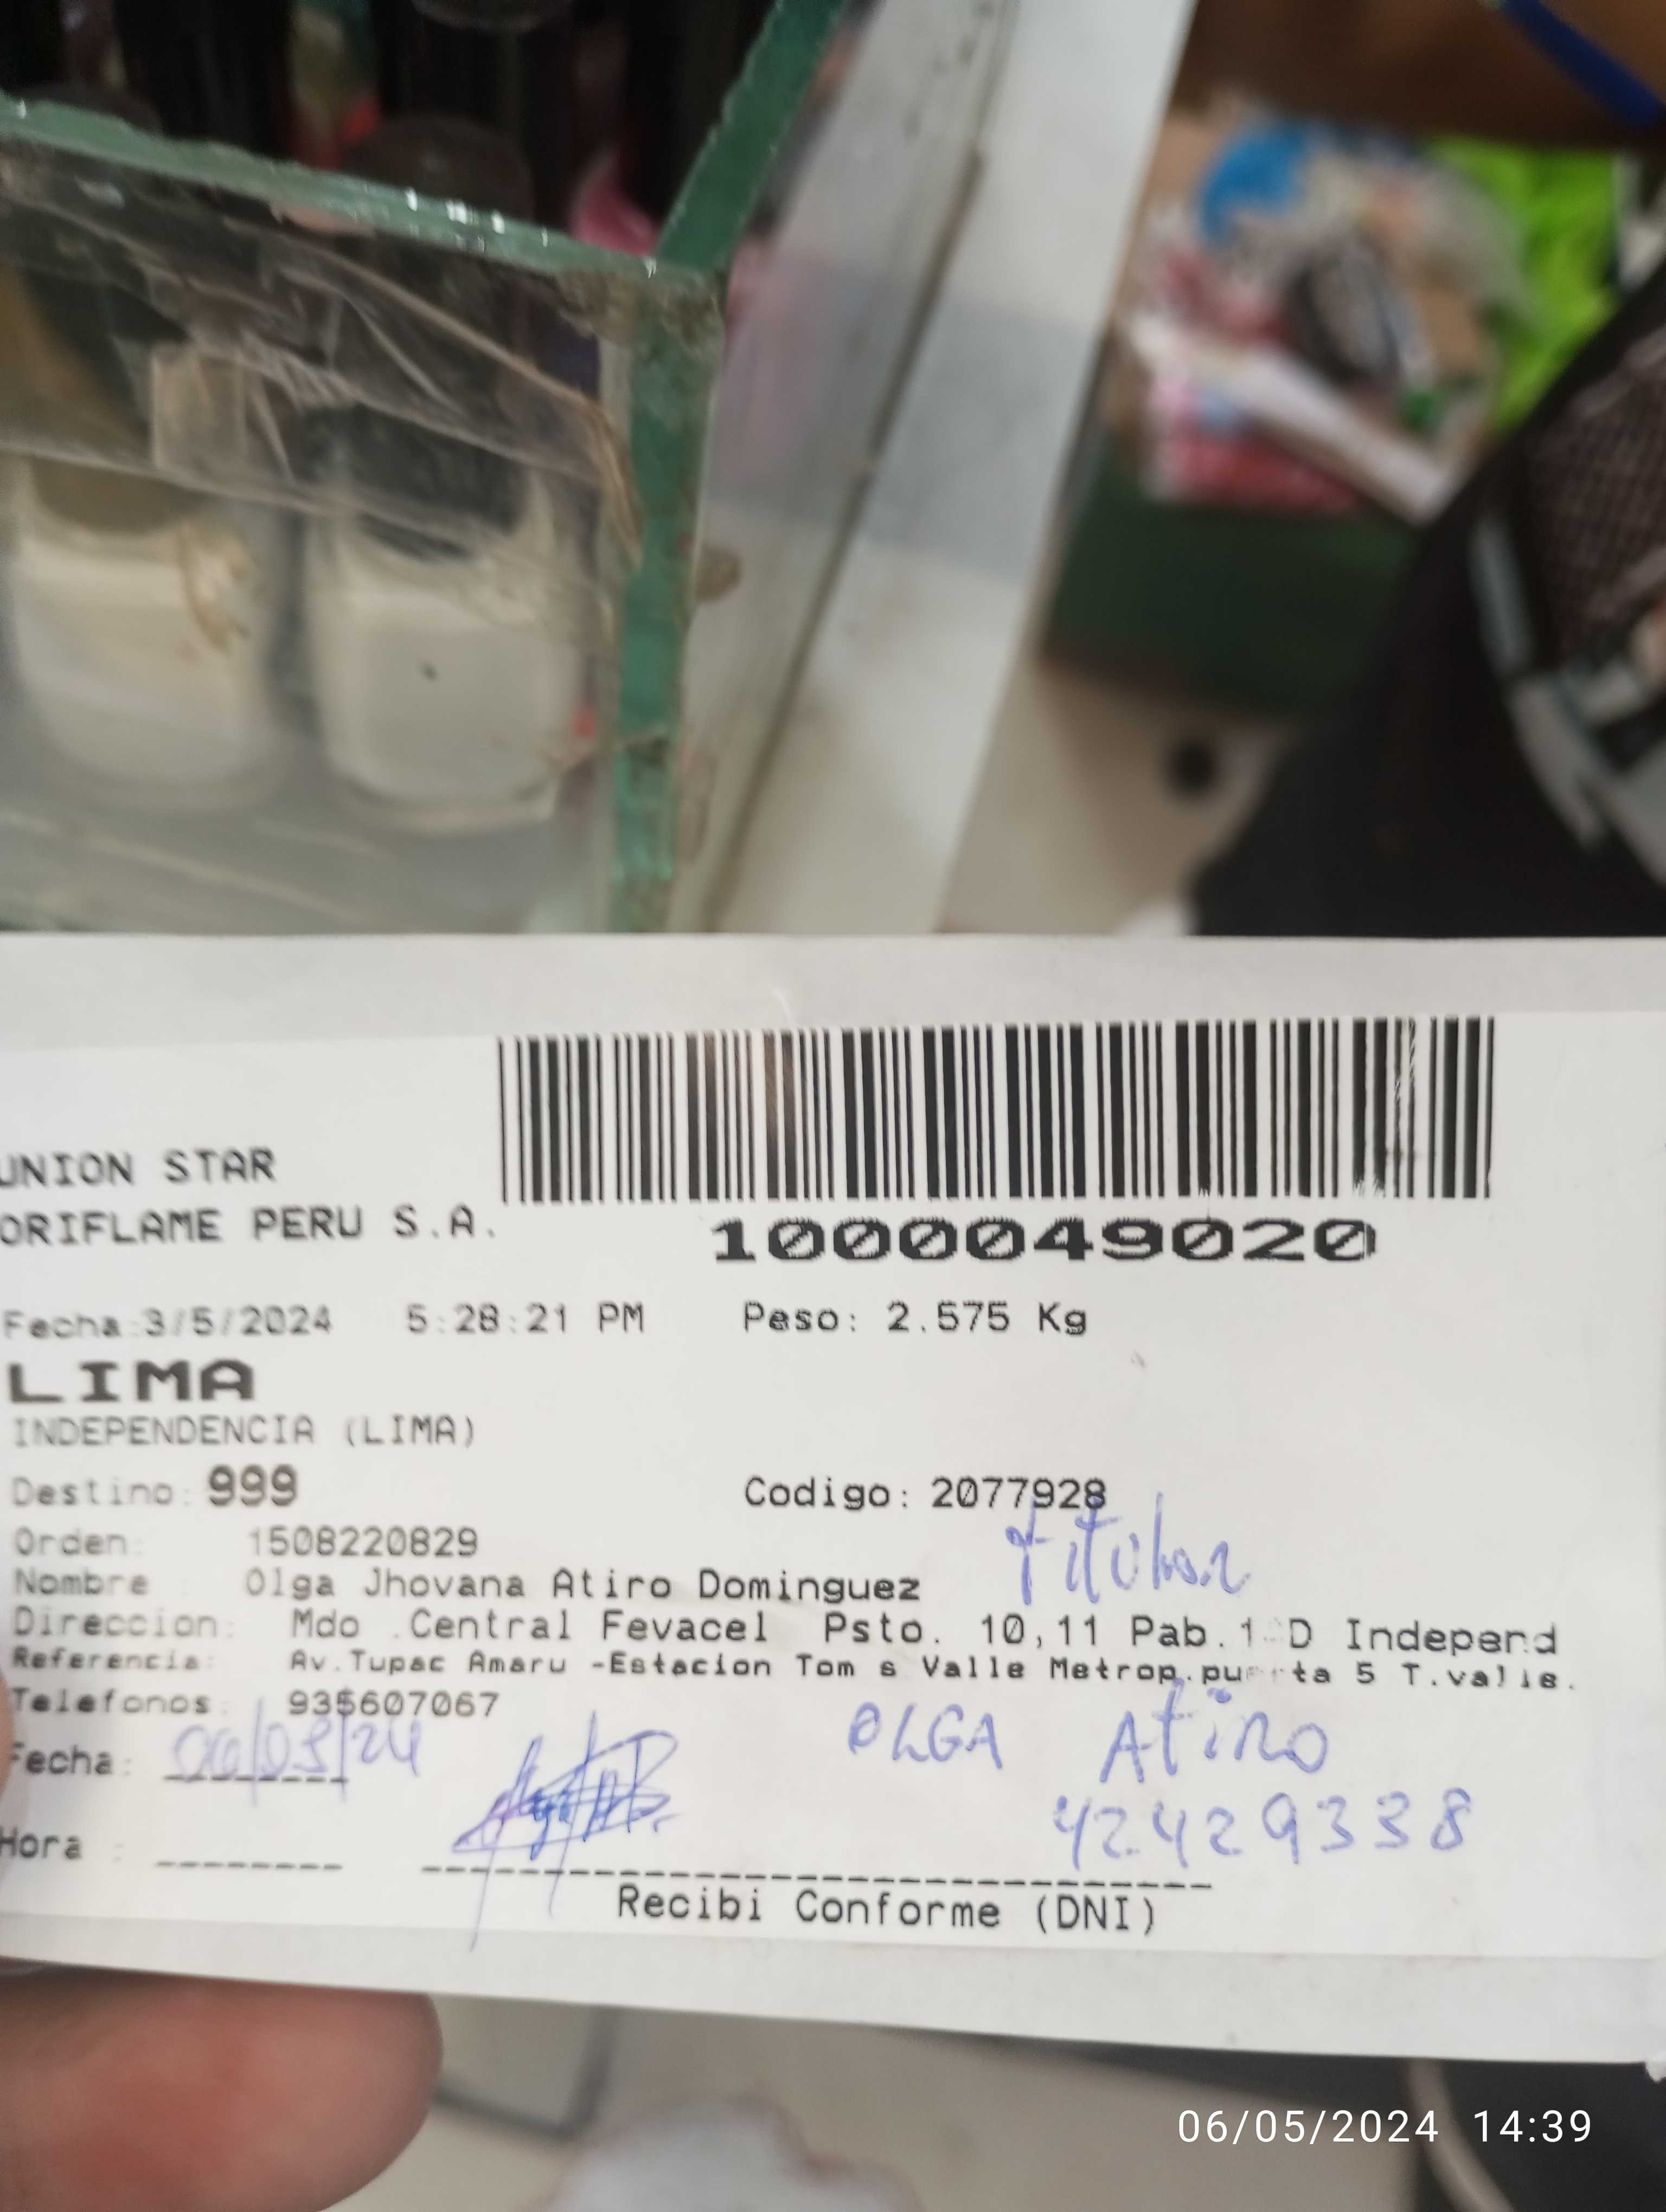 UNION STAR
ORIFLAME PERU S.A.
1000049020
Fecha:3/5/2024 5:28:21 PM Peso: 2.575 Kg
LIMA
INDEPENDENCIA (LIMA)
Destino: 999 Codigo: 2077928
Orden: 1508220829
titular
Nombre : Olga Jhovana Atiro Dominguez
Direccion: Mdo .Central Fevacel Psto. 10,11 Pab. D Independ
Referencia: Av.Tupac Amaru -Estacion Tom s Valle Metrop. 5 T.valle.
Telefonos: 935607067
OLGA Atiro
Fecha: 06/05/24
42429338
Hora :
Recibi Conforme (DNI)
06/05/2024 14:39